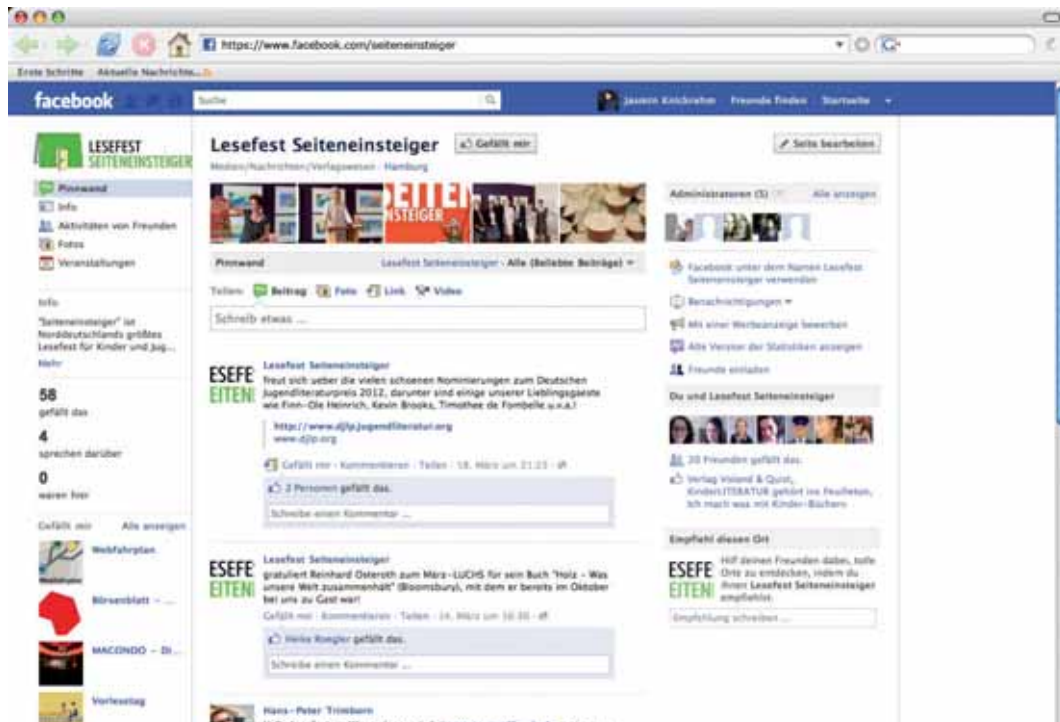 https://www.facebook.com/seiteneinsteiger
Erste Schritte Aktuelle Nachrichte...
facebook
Suche
Freunde finden Startseite
LESEFEST
SEITENEINSTEIGER
Pinnwand
Info
Aktivitäten von Freunden
Fotos
Veranstaltungen
Info
"Seiteneinsteiger" ist
Norddeutschlands größtes
Lesefest für Kinder und Jug...
Mehr
58
gefällt das
4
sprechen darüber
0
waren hier
Gefällt mir Alle anzeigen
Webfahrplan
Börsenblatt - ...
MACONDO - Di...
Vorlesetag
Lesefest Seiteneinsteiger
Gefällt mir
Seite bearbeiten
Medien/Nachrichten/Verlagswesen · Hamburg
SEITEN
NSTEIGER
Pinnwand
Lesefest Seiteneinsteiger · Alle (Beliebte Beiträge)
Teilen: Beitrag Foto Link Video
Schreib etwas ...
ESEFE
EITENI
Lesefest Seiteneinsteiger
freut sich ueber die vielen schoenen Nominierungen zum Deutschen
Jugendliteraturpreis 2012, darunter sind einige unserer Lieblingsgaeste
wie Finn-Ole Heinrich, Kevin Brooks, Timothee de Fombelle u.v.a.!
http://www.djlp.jugendliteratur.org
www.djlp.org
Gefällt mir · Kommentieren · Teilen · 18. März um 21:23
2 Personen gefällt das.
Schreibe einen Kommentar ...
ESEFE
EITENI
Lesefest Seiteneinsteiger
gratuliert Reinhard Osteroth zum März-LUCHS für sein Buch "Holz - Was
unsere Welt zusammenhält" (Bloomsbury), mit dem er bereits im Oktober
bei uns zu Gast war!
Gefällt mir · Kommentieren · Teilen · 14. März um 16:30
Heike Roegler gefällt das.
Schreibe einen Kommentar ...
Hans-Peter Trimborn
Administratoren (5)
Alle anzeigen
Facebook unter dem Namen Lesefest
Seiteneinsteiger verwenden
Benachrichtigungen
Mit einer Werbeanzeige bewerben
Alte Version der Statistiken anzeigen
Freunde einladen
Du und Lesefest Seiteneinsteiger
20 Freunden gefällt das.
Verlag Voland & Quist,
KinderLITERATUR gehört ins Feuilleton,
Ich mach was mit Kinder-Büchern
Empfiehl diesen Ort
ESEFE
EITENI
Hilf deinen Freunden dabei, tolle
Orte zu entdecken, indem du
ihnen Lesefest Seiteneinsteiger
empfiehlst.
Empfehlung schreiben ...